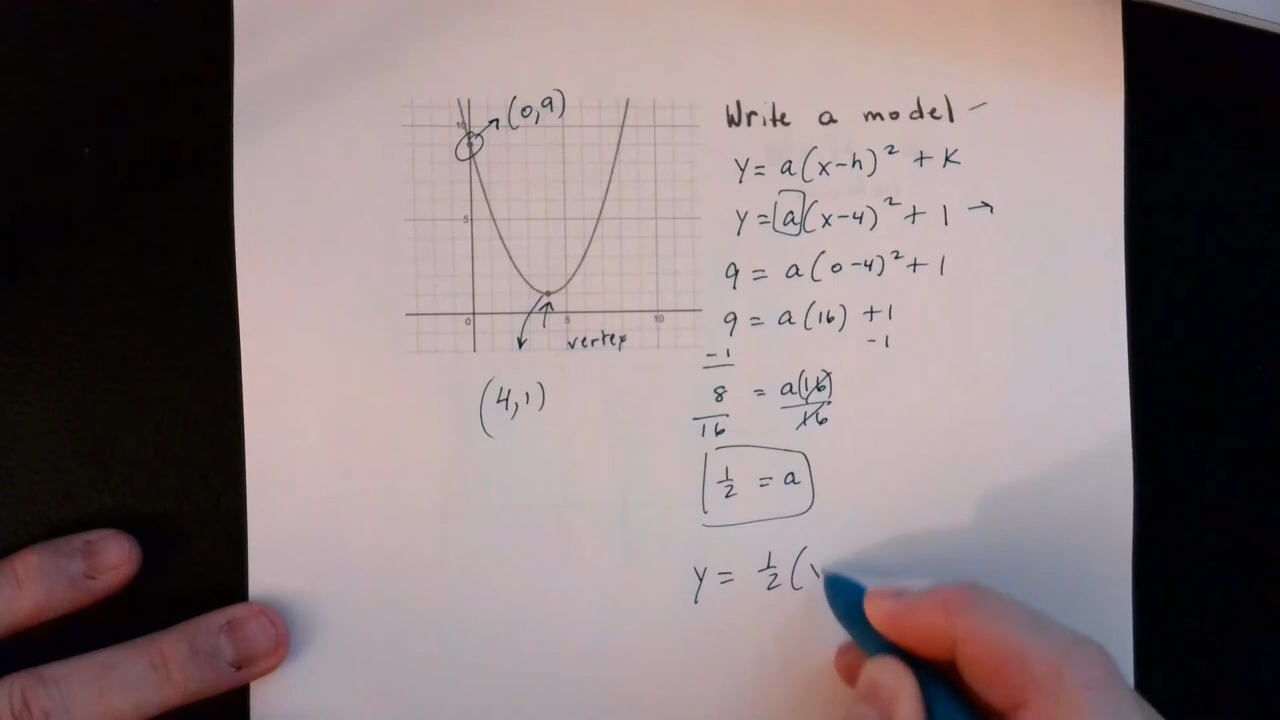 (0,9)
10
5
0
5
10
vertex
(4,1)
Write a model -
y = a(x-h)² + k
y = a(x-4)² + 1 →
9 = a(0-4)² + 1
9 = a(16) + 1
-1 -1
8 = a(16)
16 16
1/2 = a
y = 1/2(